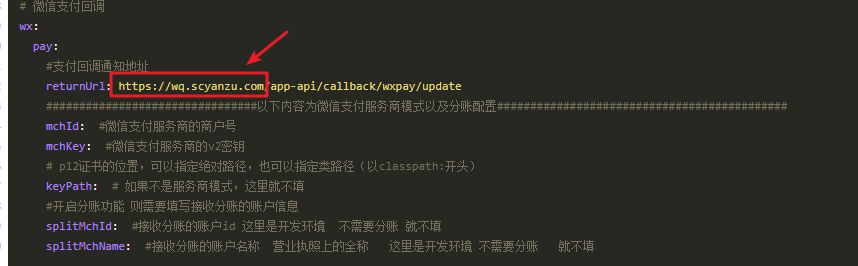 # 微信支付回调
wx:
pay:
#支付回调通知地址
returnUrl: https://wq.scyanzu.com/app-api/callback/wxpay/update
################################以下内容为微信支付服务商模式以及分账配置############################################
mchId: #微信支付服务商的商户号
mchKey: #微信支付服务商的v2密钥
# p12证书的位置，可以指定绝对路径，也可以指定类路径（以classpath:开头）
keyPath: # 如果不是服务商模式，这里就不填
#开启分账功能 则需要填写接收分账的账户信息
splitMchId: #接收分账的账户id 这里是开发环境 不需要分账 就不填
splitMchName: #接收分账的账户名称 营业执照上的全称 这里是开发环境 不需要分账 就不填